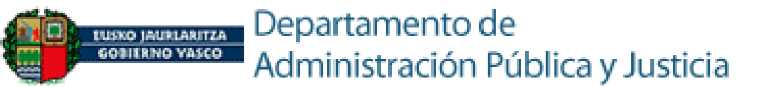 EUSKO JAURLARITZA
GOBIERNO VASCO
Departamento de
Administración Pública y Justicia